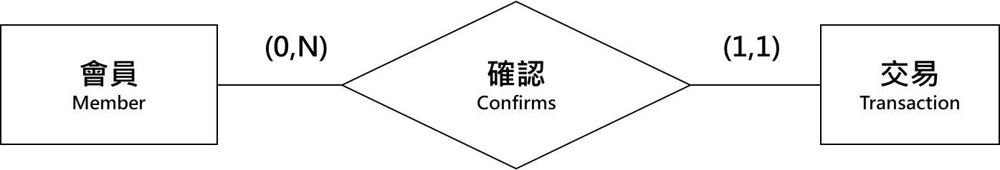 會員
Member
(0,N)
確認
Confirms
(1,1)
交易
Transaction